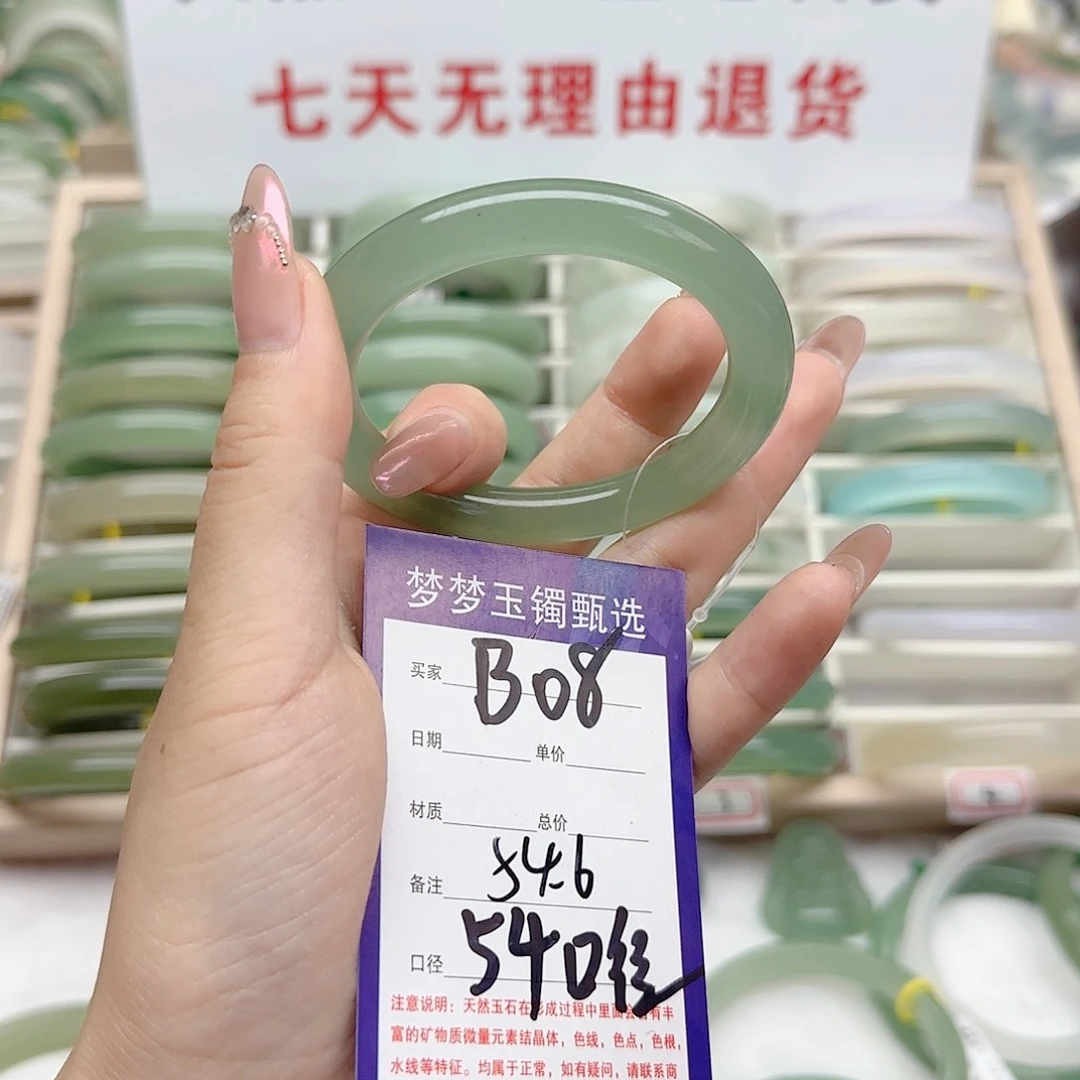 七天无理由退货
梦梦玉镯甄选
买家 B08
日期 单价
材质 总价
备注 54.6
口径 54口径
注意说明：天然玉石在形成过程中里面会含有丰
富的矿物质微量元素结晶体，色线，色点，色根，
水线等特征。均属于正常，如有疑问，请联系商